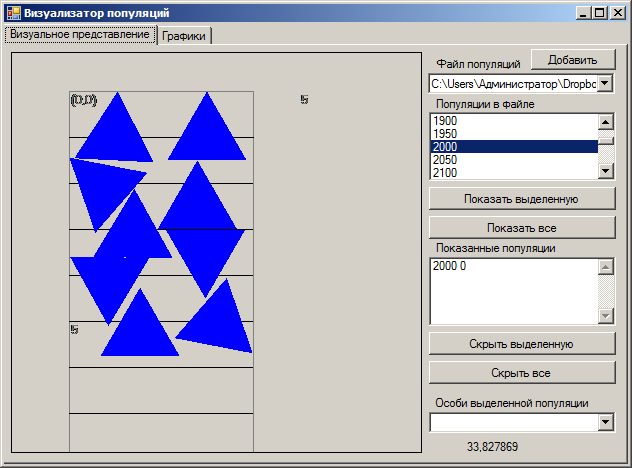 Визуализатор популяций
Визуальное представление
Графики
(0;0)
5
5
Файл популяций
Добавить
C:\Users\Администратор\Dropbo
Популяции в файле
1900
1950
2000
2050
2100
Показать выделенную
Показать все
Показанные популяции
2000 0
Скрыть выделенную
Скрыть все
Особи выделенной популяции
33,827869